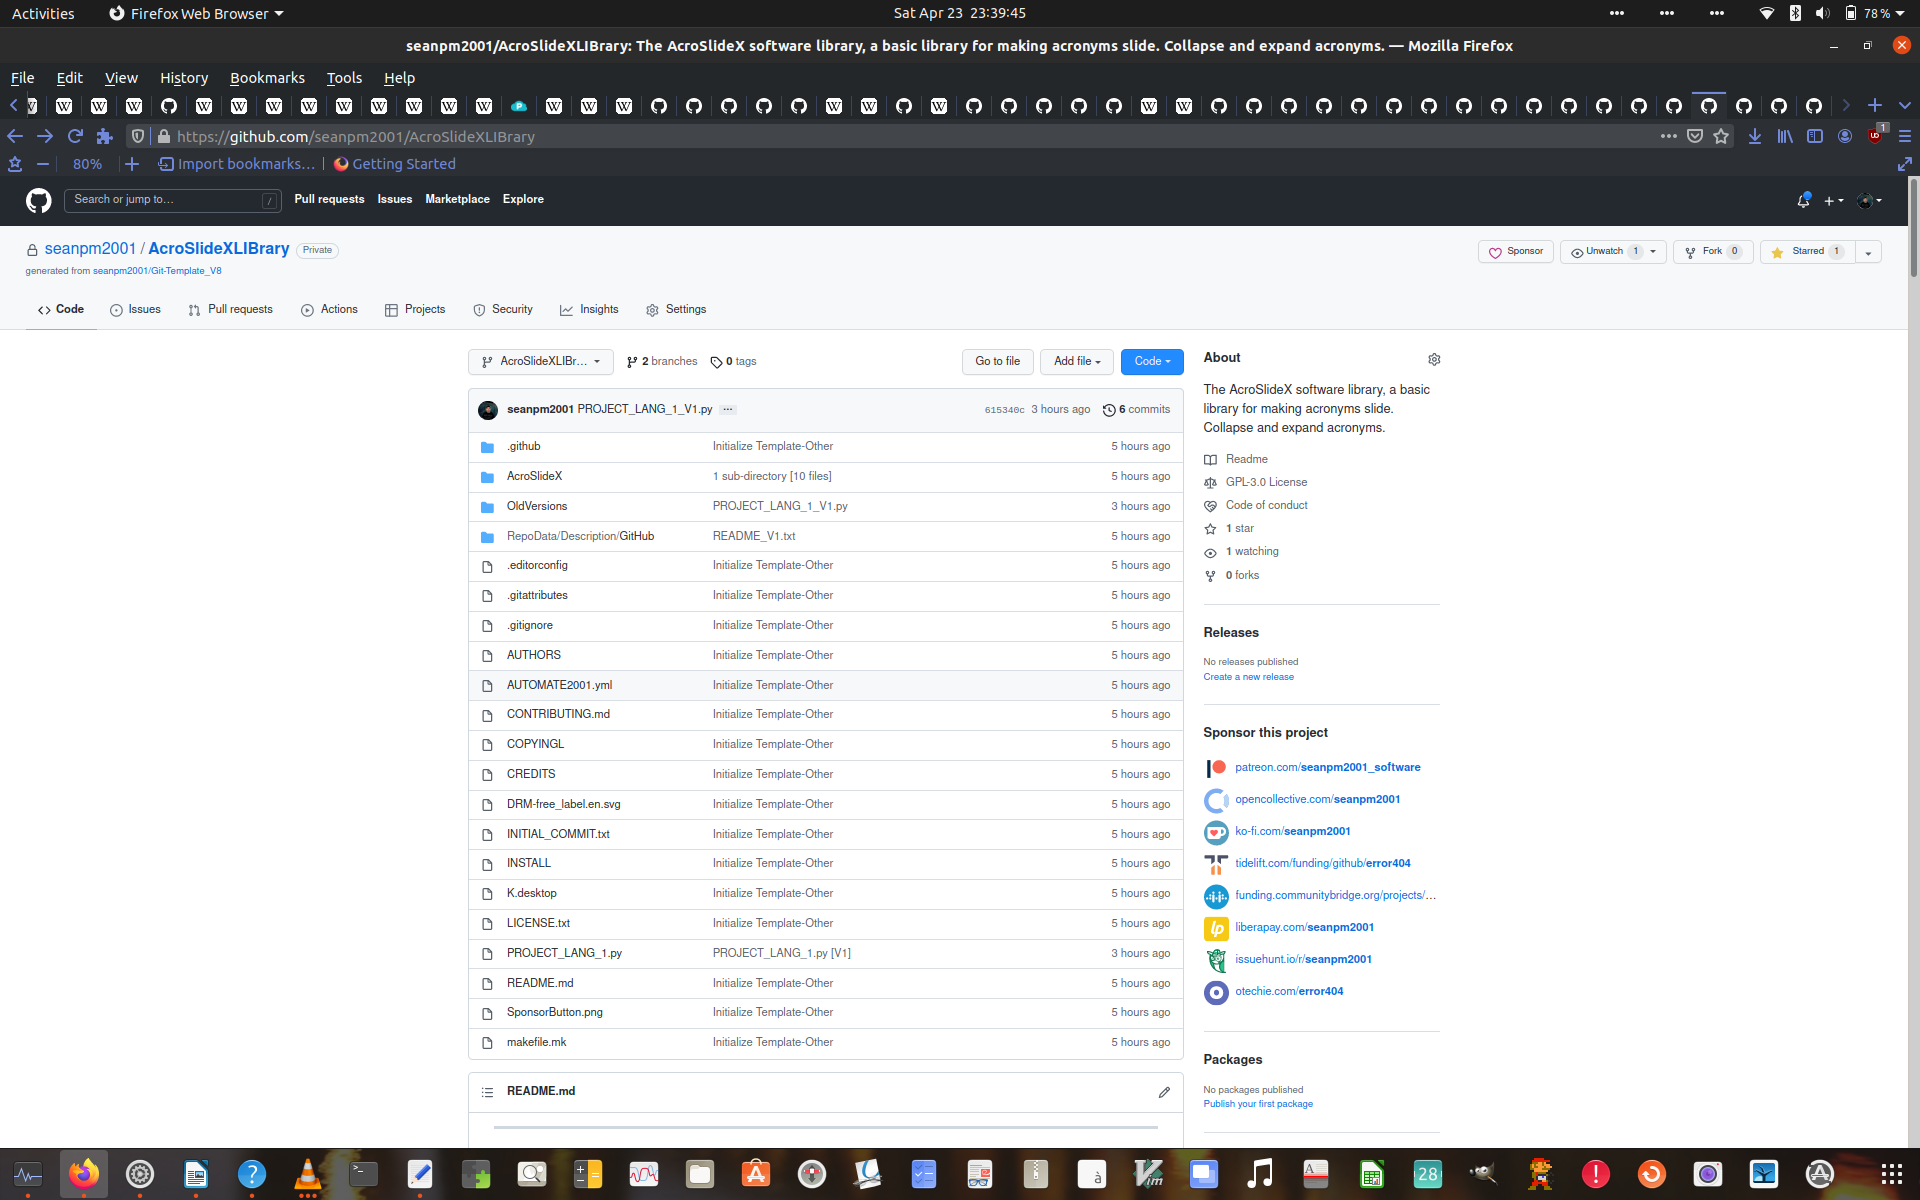 Activities
Firefox Web Browser
Sat Apr 23 23:39:45
78 %
seanpm2001/AcroSlideXLIBrary: The AcroSlideX software library, a basic library for making acronyms slide. Collapse and expand acronyms. — Mozilla Firefox
File Edit View History Bookmarks Tools Help
https://github.com/seanpm2001/AcroSlideXLIBrary
1
80%
Import bookmarks…
Getting Started
Search or jump to…
/
Pull requests Issues Marketplace Explore
seanpm2001 / AcroSlideXLIBrary Private
generated from seanpm2001/Git-Template_V8
Sponsor
Unwatch 1
Fork 0
Starred 1
Code Issues Pull requests Actions Projects Security Insights Settings
AcroSlideXLIBr…
2 branches
0 tags
Go to file
Add file
Code
seanpm2001 PROJECT_LANG_1_V1.py …
615340c 3 hours ago 6 commits
.github Initialize Template-Other 5 hours ago
AcroSlideX 1 sub-directory [10 files] 5 hours ago
OldVersions PROJECT_LANG_1_V1.py 3 hours ago
RepoData/Description/GitHub README_V1.txt 5 hours ago
.editorconfig Initialize Template-Other 5 hours ago
.gitattributes Initialize Template-Other 5 hours ago
.gitignore Initialize Template-Other 5 hours ago
AUTHORS Initialize Template-Other 5 hours ago
AUTOMATE2001.yml Initialize Template-Other 5 hours ago
CONTRIBUTING.md Initialize Template-Other 5 hours ago
COPYINGL Initialize Template-Other 5 hours ago
CREDITS Initialize Template-Other 5 hours ago
DRM-free_label.en.svg Initialize Template-Other 5 hours ago
INITIAL_COMMIT.txt Initialize Template-Other 5 hours ago
INSTALL Initialize Template-Other 5 hours ago
K.desktop Initialize Template-Other 5 hours ago
LICENSE.txt Initialize Template-Other 5 hours ago
PROJECT_LANG_1.py PROJECT_LANG_1.py [V1] 3 hours ago
README.md Initialize Template-Other 5 hours ago
SponsorButton.png Initialize Template-Other 5 hours ago
makefile.mk Initialize Template-Other 5 hours ago
README.md
About
The AcroSlideX software library, a basic
library for making acronyms slide.
Collapse and expand acronyms.
Readme
GPL-3.0 License
Code of conduct
1 star
1 watching
0 forks
Releases
No releases published
Create a new release
Sponsor this project
patreon.com/seanpm2001_software
opencollective.com/seanpm2001
ko-fi.com/seanpm2001
tidelift.com/funding/github/error404
funding.communitybridge.org/projects/…
liberapay.com/seanpm2001
issuehunt.io/r/seanpm2001
otechie.com/error404
Packages
No packages published
Publish your first package
28